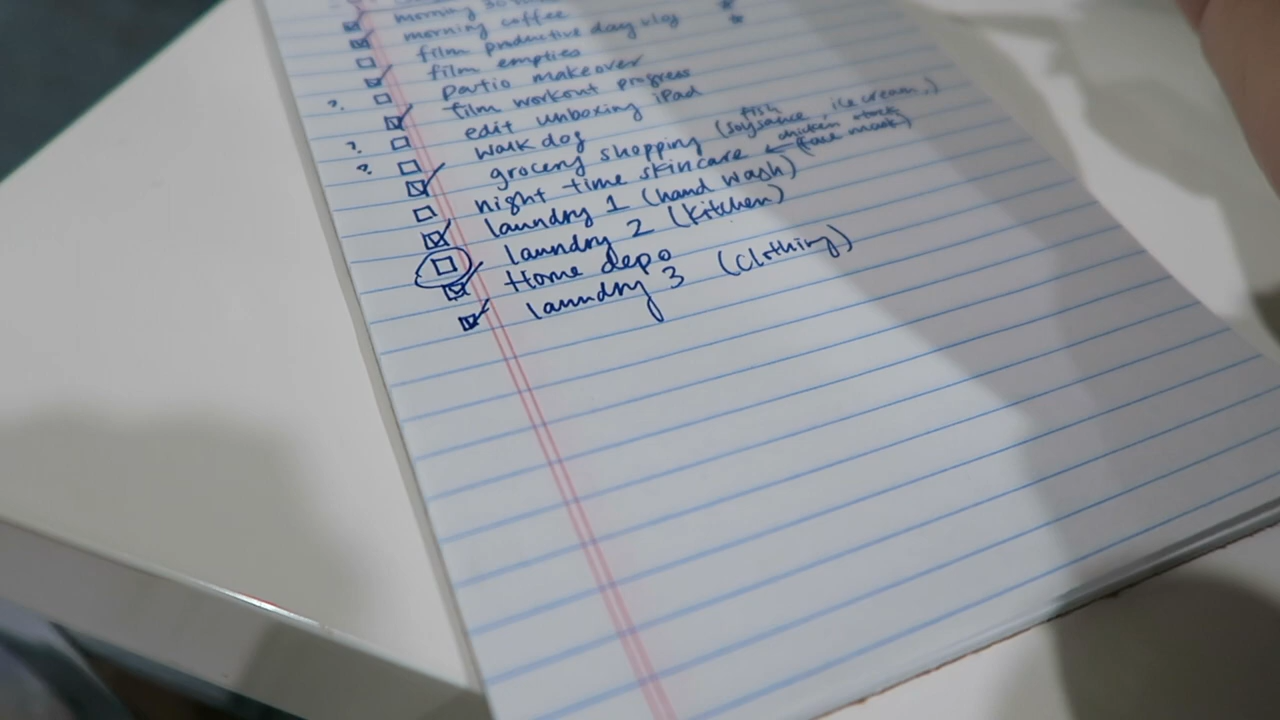 morning
morning coffee
film productive day vlog
film empties
patio makeover
? film workout progress
edit unboxing iPad
? walk dog
fish ice cream,)
? grocery shopping (soysauce chicken stock
night time skincare ← (face mask)
laundry 1 (hand wash)
laundry 2 (kitchen)
Home depo
laundry 3 (clothing)